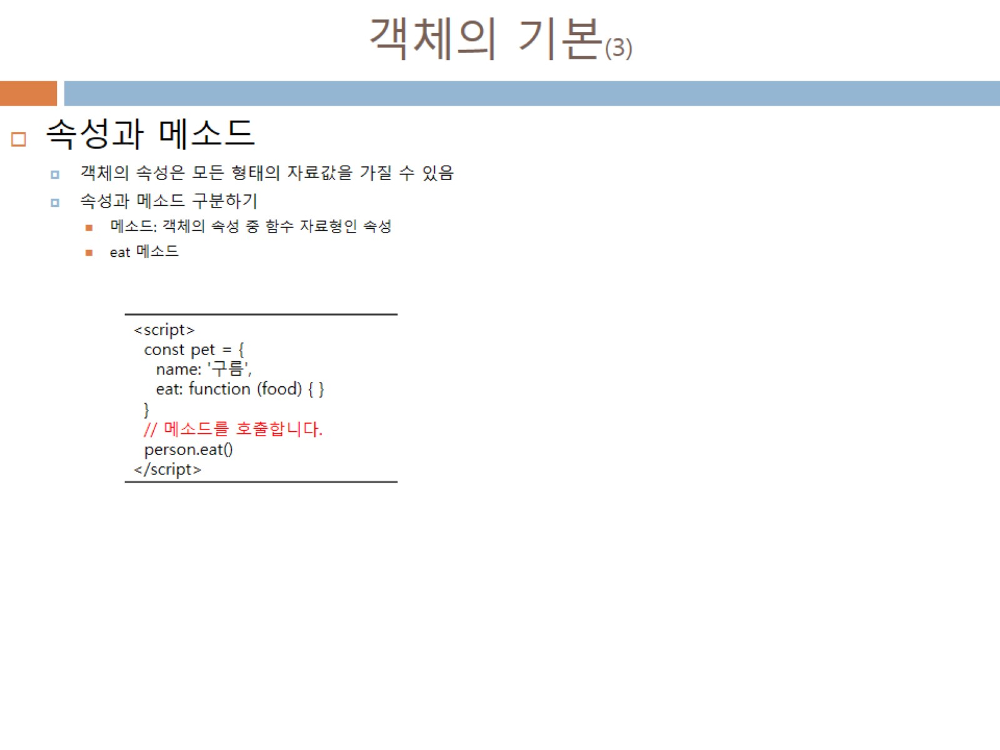 객체의 기본(3)
속성과 메소드
객체의 속성은 모든 형태의 자료값을 가질 수 있음
속성과 메소드 구분하기
메소드: 객체의 속성 중 함수 자료형인 속성
eat 메소드
<script>
const pet = {
name: '구름',
eat: function (food) { }
}
// 메소드를 호출합니다.
person.eat()
</script>